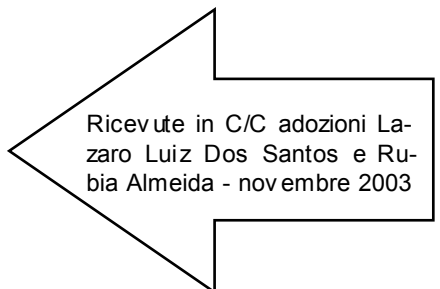 Ricevute in C/C adozioni La-
zaro Luiz Dos Santos e Ru-
bia Almeida - novembre 2003